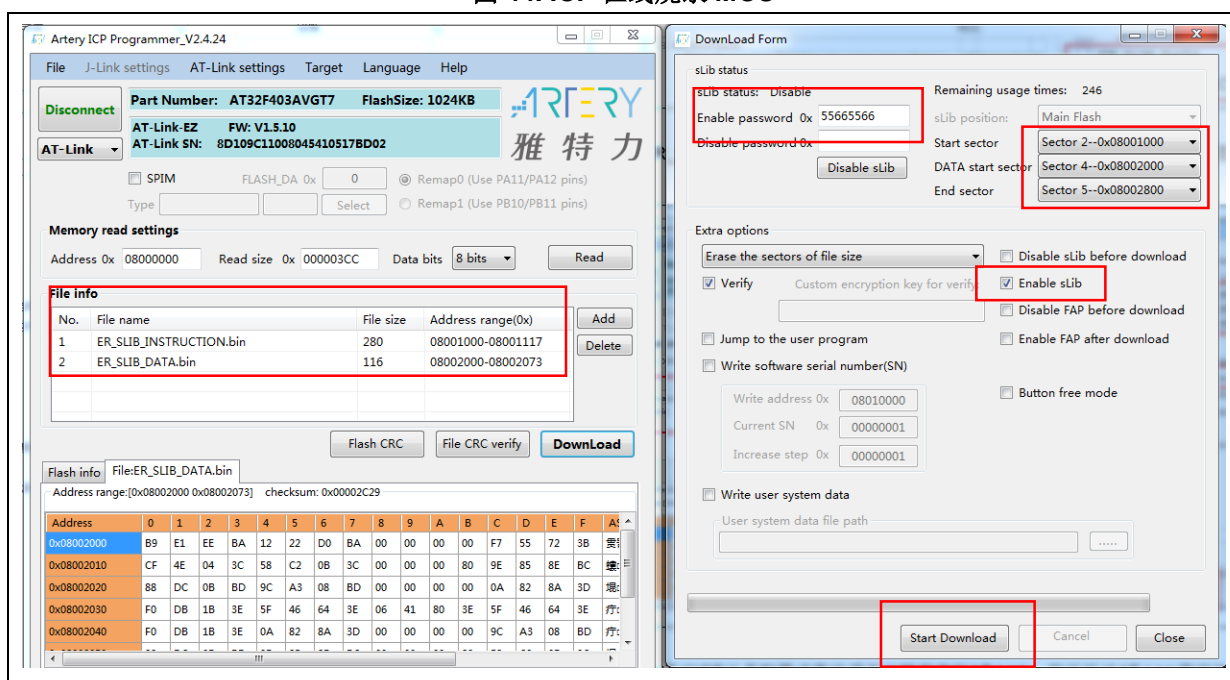 ICP 在线烧录 MCU
Artery ICP Programmer_V2.4.24
File J-Link settings AT-Link settings Target Language Help
Disconnect
Part Number: AT32F403AVGT7 FlashSize: 1024KB
AT-Link-EZ FW: V1.5.10
AT-Link
AT-Link SN: 8D109C11008045410517BD02
ARTERY
雅特力
SPIM FLASH_DA 0x 0 Remap0 (Use PA11/PA12 pins)
Type Select Remap1 (Use PB10/PB11 pins)
Memory read settings
Address 0x 08000000 Read size 0x 000003CC Data bits 8 bits Read
File info
No. File name File size Address range(0x)
1 ER_SLIB_INSTRUCTION.bin 280 08001000-08001117
2 ER_SLIB_DATA.bin 116 08002000-08002073
Add
Delete
Flash CRC File CRC verify DownLoad
Flash info File:ER_SLIB_DATA.bin
Address range:[0x08002000 0x08002073] checksum: 0x00002C29
Address 0 1 2 3 4 5 6 7 8 9 A B C D E F
0x08002000 B9 E1 EE BA 12 22 D0 BA 00 00 00 00 F7 55 72 3B
0x08002010 CF 4E 04 3C 58 C2 0B 3C 00 00 00 80 9E 85 8E BC
0x08002020 88 DC 0B BD 9C A3 08 BD 00 00 00 00 0A 82 8A 3D
0x08002030 F0 DB 1B 3E 5F 46 64 3E 06 41 80 3E 5F 46 64 3E
0x08002040 F0 DB 1B 3E 0A 82 8A 3D 00 00 00 00 9C A3 08 BD
DownLoad Form
sLib status
sLib status: Disable Remaining usage times: 246
Enable password 0x 55665566 sLib position: Main Flash
Disable password 0x Start sector Sector 2--0x08001000
Disable sLib DATA start sector Sector 4--0x08002000
End sector Sector 5--0x08002800
Extra options
Erase the sectors of file size Disable sLib before download
Verify Custom encryption key for verify Enable sLib
Disable FAP before download
Jump to the user program Enable FAP after download
Write software serial number(SN)
Write address 0x 08010000 Button free mode
Current SN 0x 00000001
Increase step 0x 00000001
Write user system data
User system data file path
.....
Start Download Cancel Close